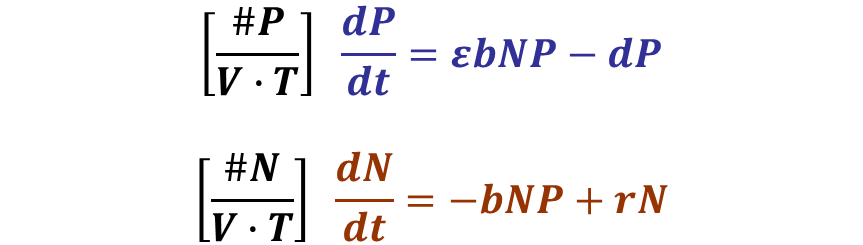 [#P / V · T] dP/dt = εbNP − dP
[#N / V · T] dN/dt = −bNP + rN